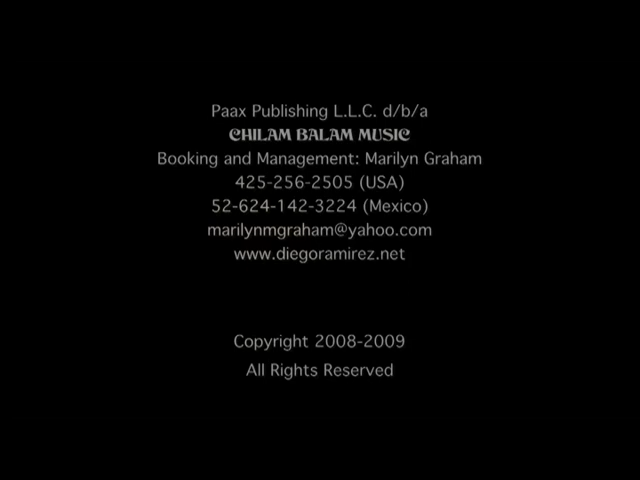 Paax Publishing L.L.C. d/b/a
CHILAM BALAM MUSIC
Booking and Management: Marilyn Graham
425-256-2505 (USA)
52-624-142-3224 (Mexico)
marilynmgraham@yahoo.com
www.diegoramirez.net
Copyright 2008-2009
All Rights Reserved